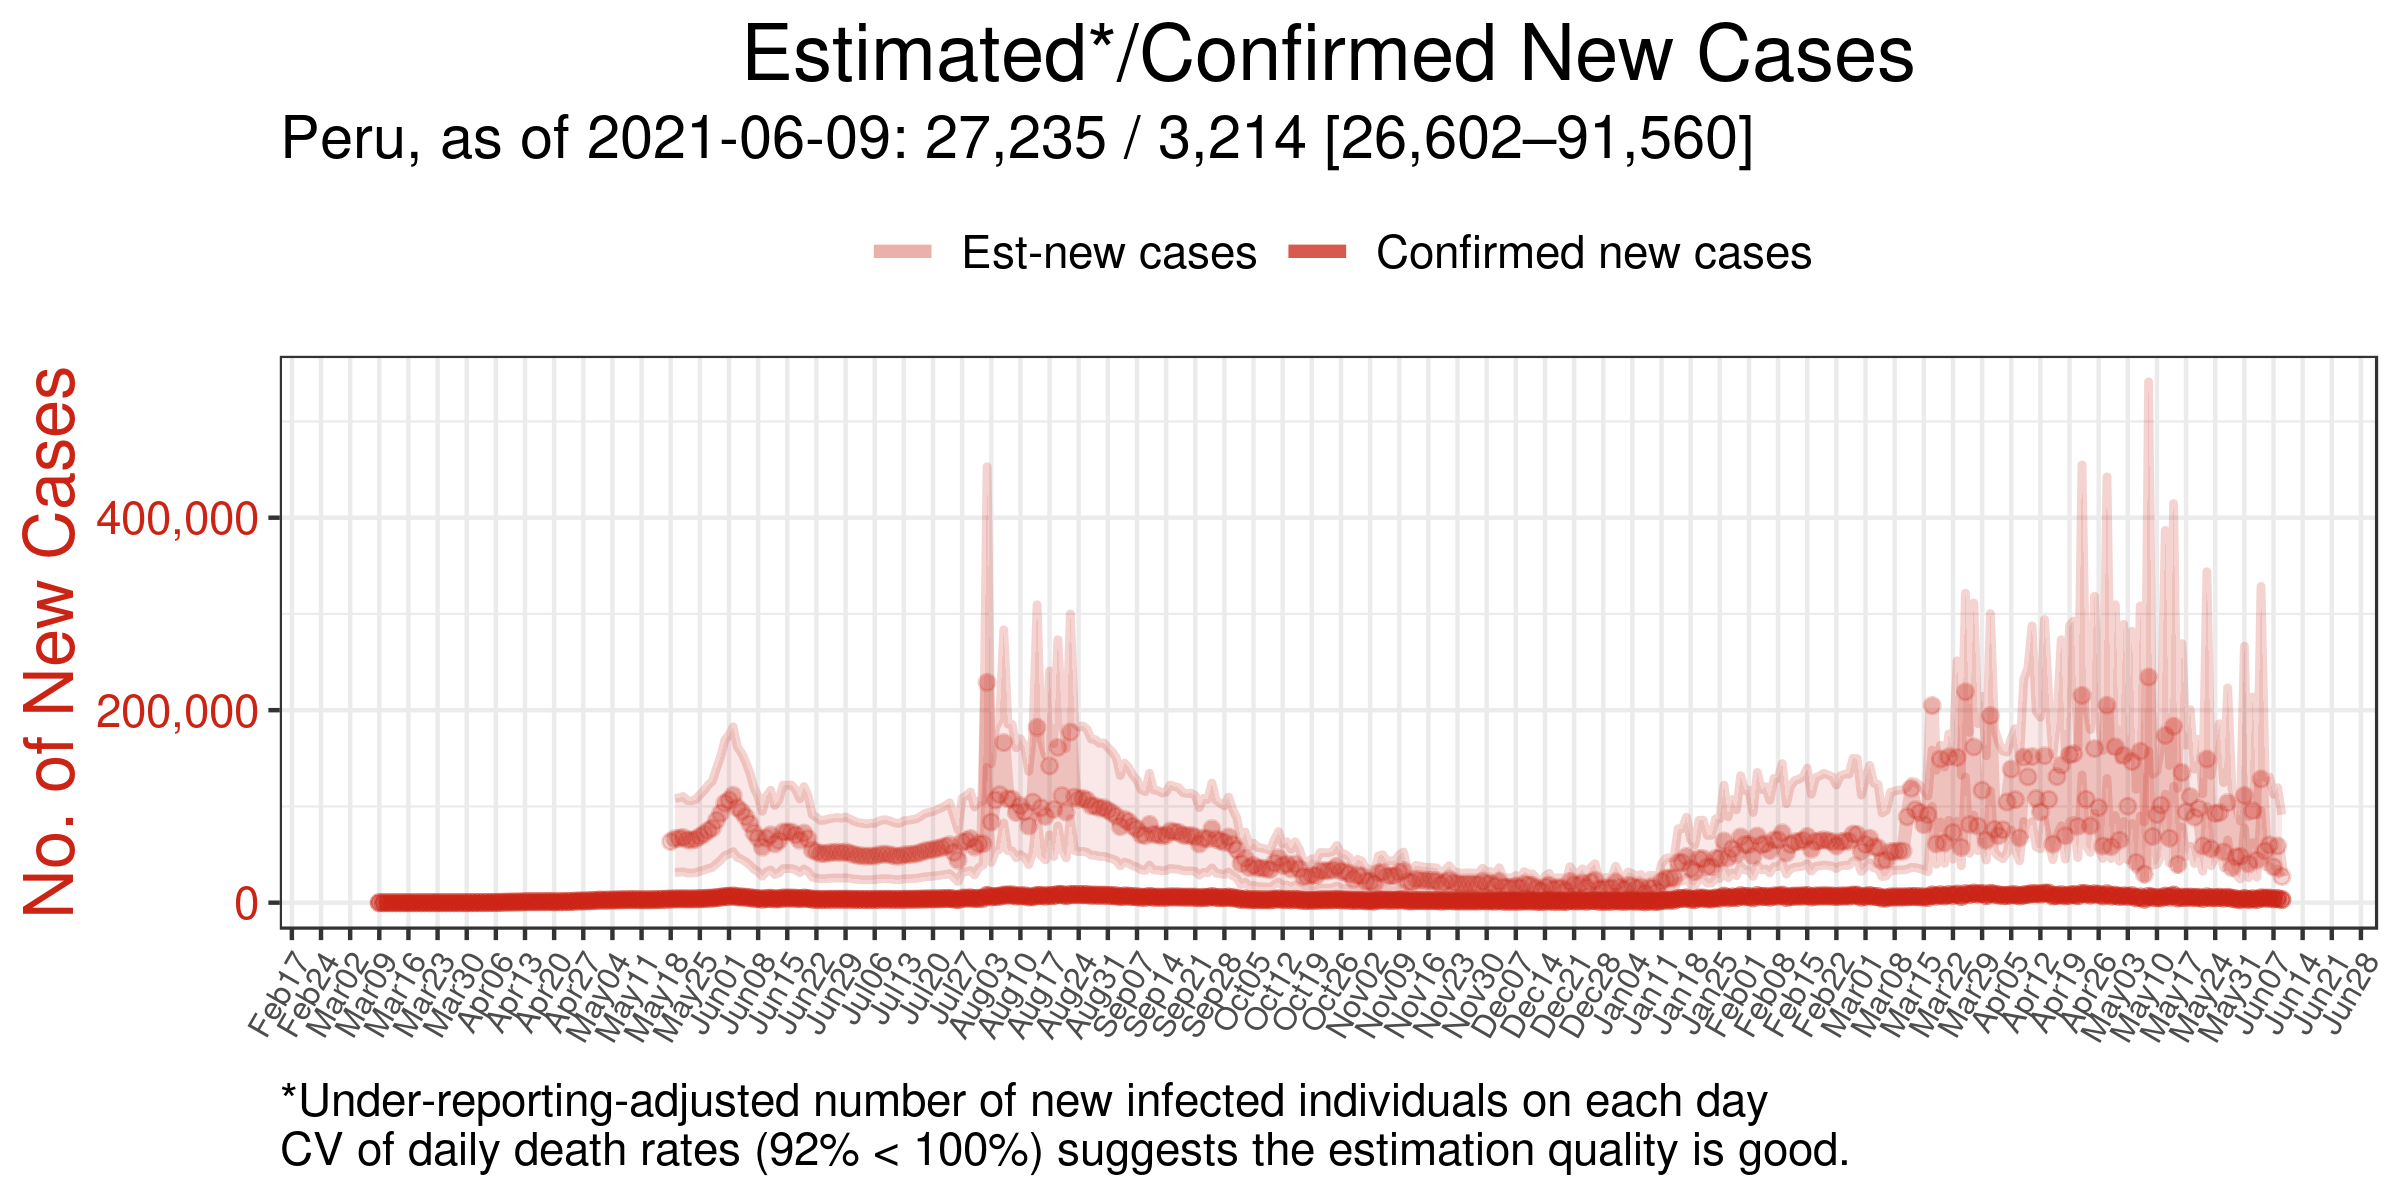 Estimated*/Confirmed New Cases
Peru, as of 2021-06-09: 27,235 / 3,214 [26,602–91,560]
Est-new cases
Confirmed new cases
No. of New Cases
400,000
200,000
0
Feb17
Feb24
Mar02
Mar09
Mar16
Mar23
Mar30
Apr06
Apr13
Apr20
Apr27
May04
May11
May18
May25
Jun01
Jun08
Jun15
Jun22
Jun29
Jul06
Jul13
Jul20
Jul27
Aug03
Aug10
Aug17
Aug24
Aug31
Sep07
Sep14
Sep21
Sep28
Oct05
Oct12
Oct19
Oct26
Nov02
Nov09
Nov16
Nov23
Nov30
Dec07
Dec14
Dec21
Dec28
Jan04
Jan11
Jan18
Jan25
Feb01
Feb08
Feb15
Feb22
Mar01
Mar08
Mar15
Mar22
Mar29
Apr05
Apr12
Apr19
Apr26
May03
May10
May17
May24
May31
Jun07
Jun14
Jun21
Jun28
*Under-reporting-adjusted number of new infected individuals on each day
CV of daily death rates (92% < 100%) suggests the estimation quality is good.